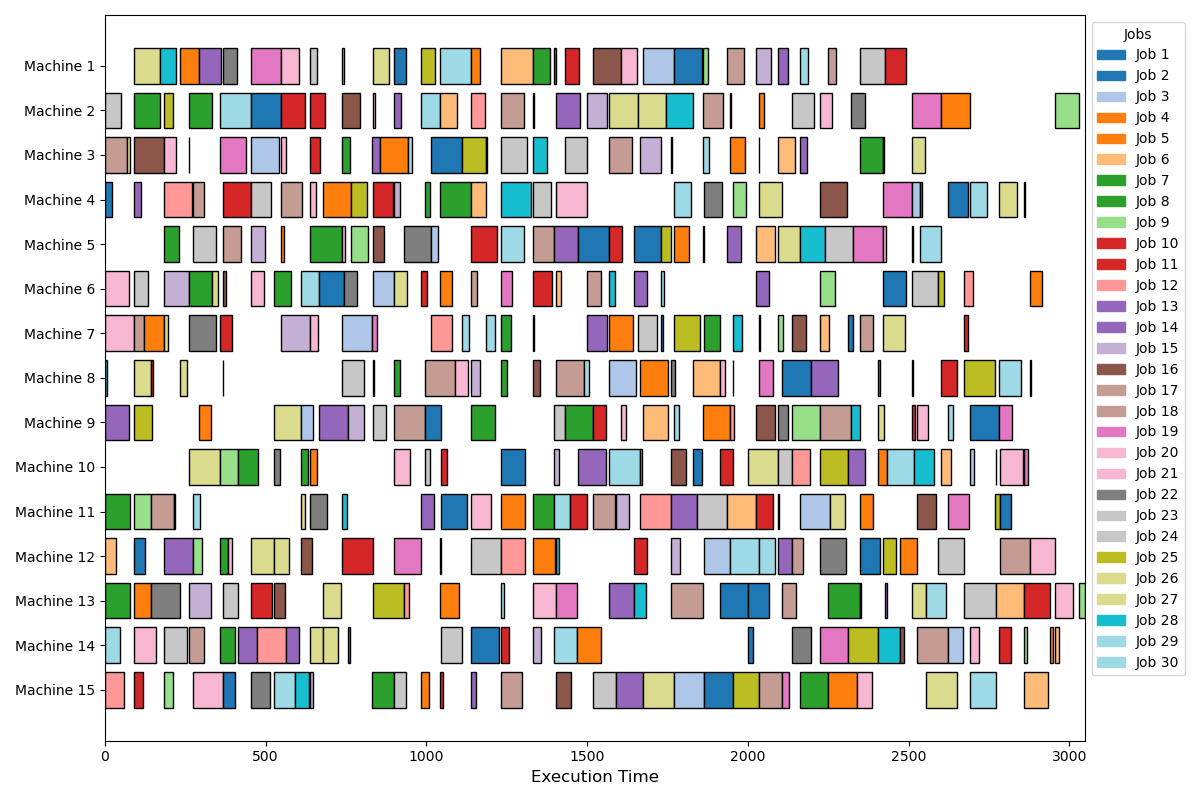 Machine 1
Machine 2
Machine 3
Machine 4
Machine 5
Machine 6
Machine 7
Machine 8
Machine 9
Machine 10
Machine 11
Machine 12
Machine 13
Machine 14
Machine 15
0 500 1000 1500 2000 2500 3000
Execution Time
Jobs
Job 1
Job 2
Job 3
Job 4
Job 5
Job 6
Job 7
Job 8
Job 9
Job 10
Job 11
Job 12
Job 13
Job 14
Job 15
Job 16
Job 17
Job 18
Job 19
Job 20
Job 21
Job 22
Job 23
Job 24
Job 25
Job 26
Job 27
Job 28
Job 29
Job 30